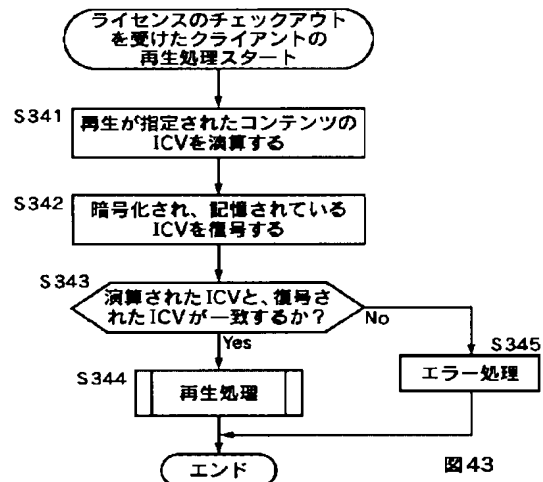 ライセンスのチェックアウト
を受けたクライアントの
再生処理スタート
S341
再生が指定されたコンテンツの
ICVを演算する
S342
暗号化され、記憶されている
ICVを復号する
S343
演算されたICVと、復号さ
れたICVが一致するか？
No
Yes
S344
再生処理
S345
エラー処理
エンド
図43